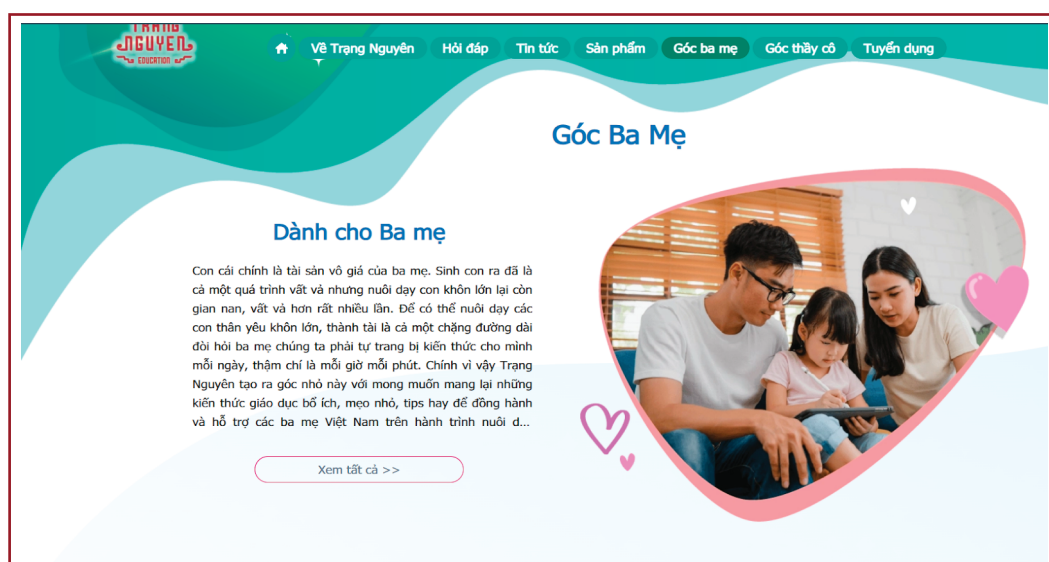 TRẠNG
NGUYÊN
EDUCATION
Về Trạng Nguyên Hỏi đáp Tin tức Sản phẩm Góc ba mẹ Góc thầy cô Tuyển dụng
Góc Ba Mẹ
Dành cho Ba mẹ
Con cái chính là tài sản vô giá của ba mẹ. Sinh con ra đã là
cả một quá trình vất vả nhưng nuôi dạy con khôn lớn lại còn
gian nan, vất vả hơn rất nhiều lần. Để có thể nuôi dạy các
con thân yêu khôn lớn, thành tài là cả một chặng đường dài
đòi hỏi ba mẹ chúng ta phải tự trang bị kiến thức cho mình
mỗi ngày, thậm chí là mỗi giờ mỗi phút. Chính vì vậy Trạng
Nguyên tạo ra góc nhỏ này với mong muốn mang lại những
kiến thức giáo dục bổ ích, mẹo nhỏ, tips hay để đồng hành
và hỗ trợ các ba mẹ Việt Nam trên hành trình nuôi d...
Xem tất cả >>